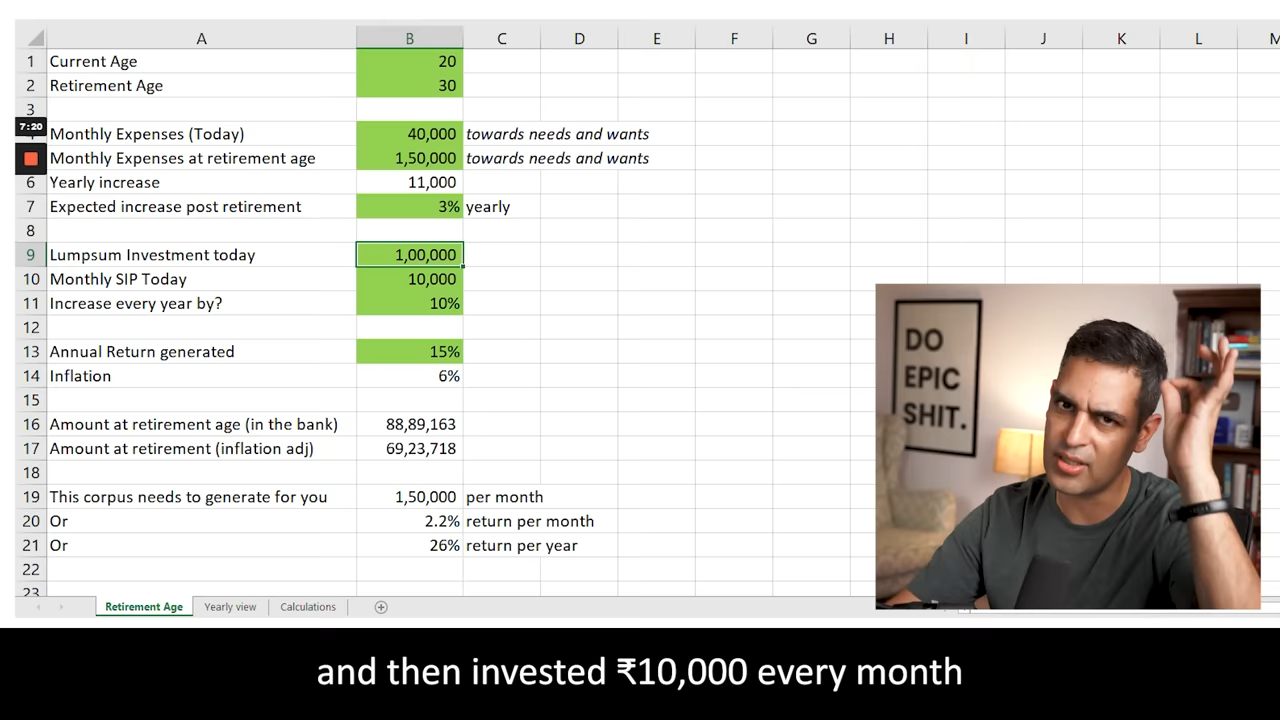 A B C D E F G H I J K L M
1 Current Age 20
2 Retirement Age 30
3
7:20
Monthly Expenses (Today) 40,000 towards needs and wants
Monthly Expenses at retirement age 1,50,000 towards needs and wants
6 Yearly increase 11,000
7 Expected increase post retirement 3% yearly
8
9 Lumpsum Investment today 1,00,000
10 Monthly SIP Today 10,000
11 Increase every year by? 10%
12
13 Annual Return generated 15%
14 Inflation 6%
15
16 Amount at retirement age (in the bank) 88,89,163
17 Amount at retirement (inflation adj) 69,23,718
18
19 This corpus needs to generate for you 1,50,000 per month
20 Or 2.2% return per month
21 Or 26% return per year
22
23
DO
EPIC
SHIT.
Retirement Age Yearly view Calculations
and then invested ₹10,000 every month